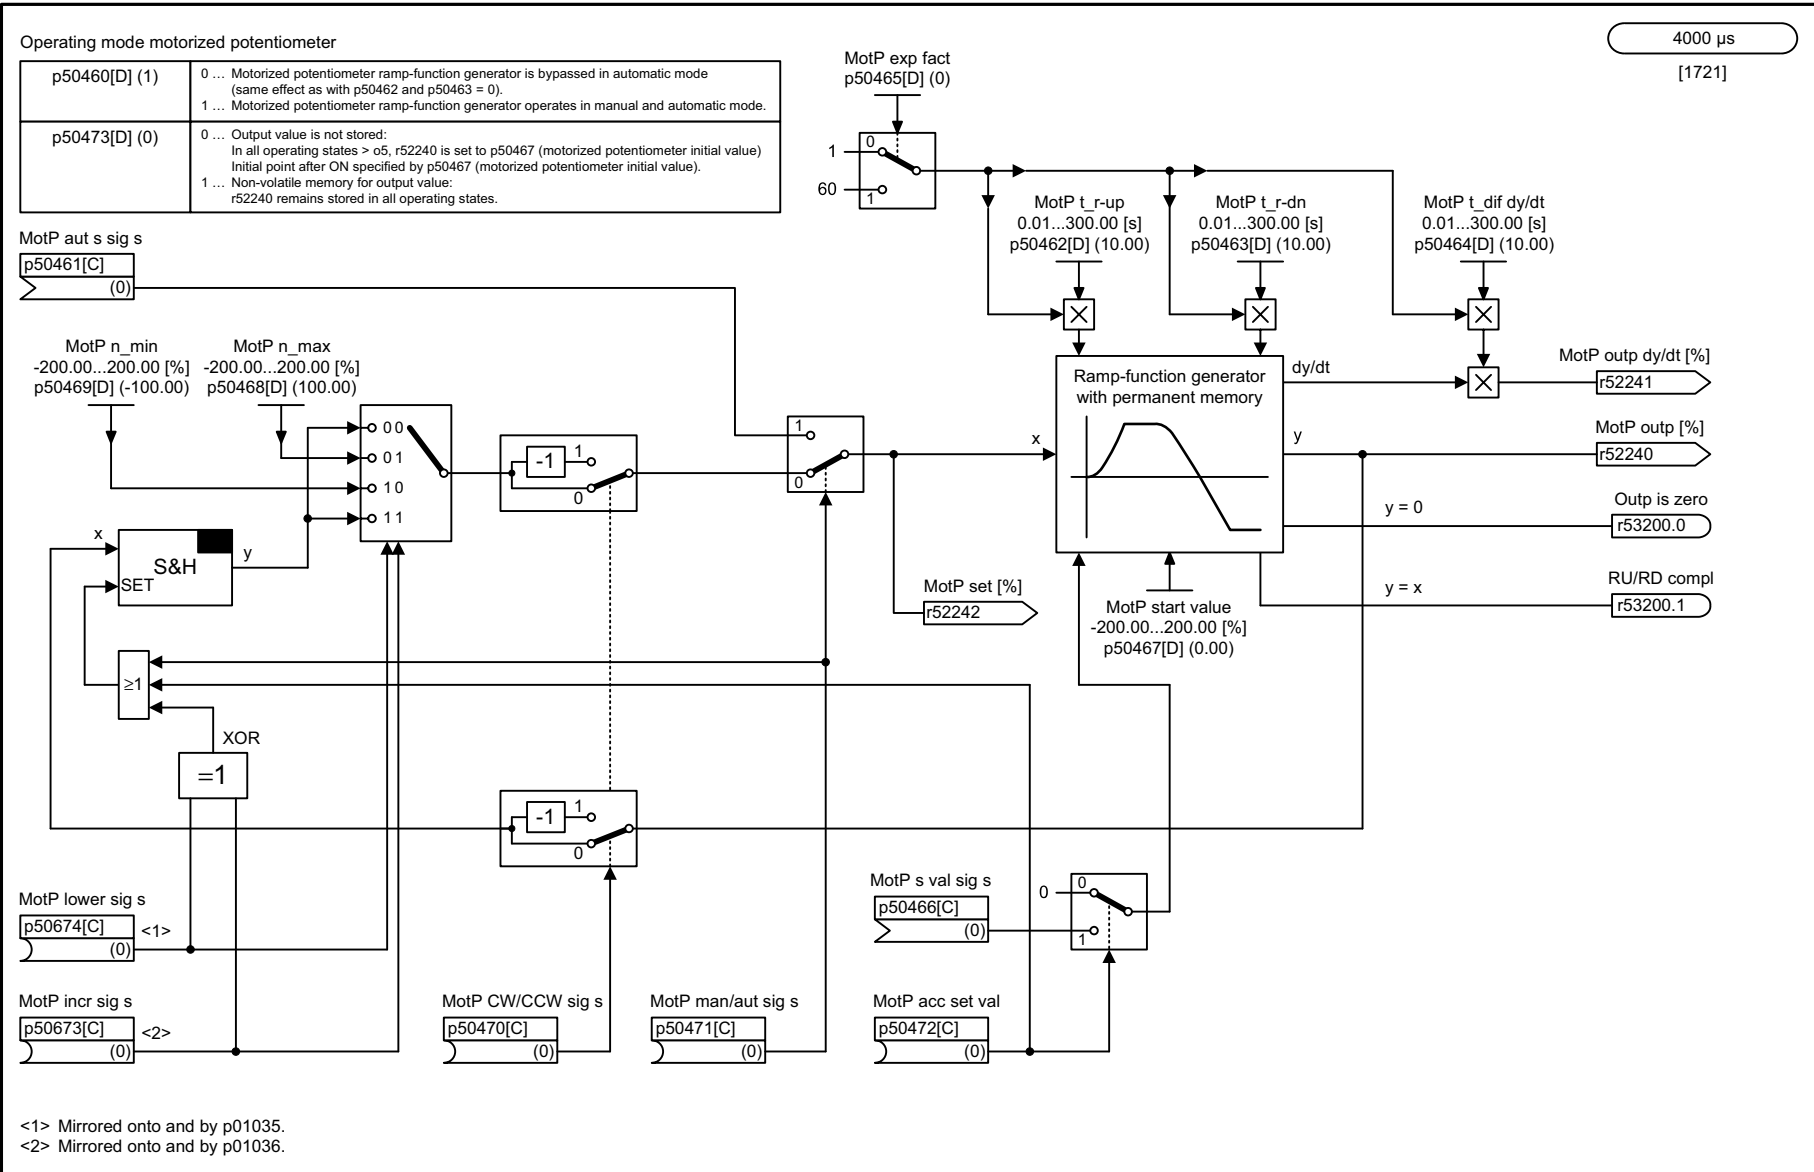 Operating mode motorized potentiometer
p50460[D] (1)
0 ... Motorized potentiometer ramp-function generator is bypassed in automatic mode
(same effect as with p50462 and p50463 = 0).
1 ... Motorized potentiometer ramp-function generator operates in manual and automatic mode.
p50473[D] (0)
0 ... Output value is not stored:
In all operating states > o5, r52240 is set to p50467 (motorized potentiometer initial value)
Initial point after ON specified by p50467 (motorized potentiometer initial value).
1 ... Non-volatile memory for output value:
r52240 remains stored in all operating states.
4000 µs
[1721]
MotP exp fact
p50465[D] (0)
1
0
60
1
MotP t_r-up
0.01...300.00 [s]
p50462[D] (10.00)
MotP t_r-dn
0.01...300.00 [s]
p50463[D] (10.00)
MotP t_dif dy/dt
0.01...300.00 [s]
p50464[D] (10.00)
MotP aut s sig s
p50461[C]
(0)
MotP n_min
-200.00...200.00 [%]
p50469[D] (-100.00)
MotP n_max
-200.00...200.00 [%]
p50468[D] (100.00)
0 0
0 1
1 0
1 1
-1
1
0
1
0
x
Ramp-function generator
with permanent memory
dy/dt
MotP outp dy/dt [%]
r52241
y
MotP outp [%]
r52240
y = 0
Outp is zero
r53200.0
y = x
RU/RD compl
r53200.1
x
S&H
SET
y
MotP set [%]
r52242
MotP start value
-200.00...200.00 [%]
p50467[D] (0.00)
≥1
XOR
=1
-1
1
0
MotP s val sig s
p50466[C]
(0)
0
0
1
MotP lower sig s
p50674[C]
(0)
<1>
MotP incr sig s
p50673[C]
(0)
<2>
MotP CW/CCW sig s
p50470[C]
(0)
MotP man/aut sig s
p50471[C]
(0)
MotP acc set val
p50472[C]
(0)
<1> Mirrored onto and by p01035.
<2> Mirrored onto and by p01036.